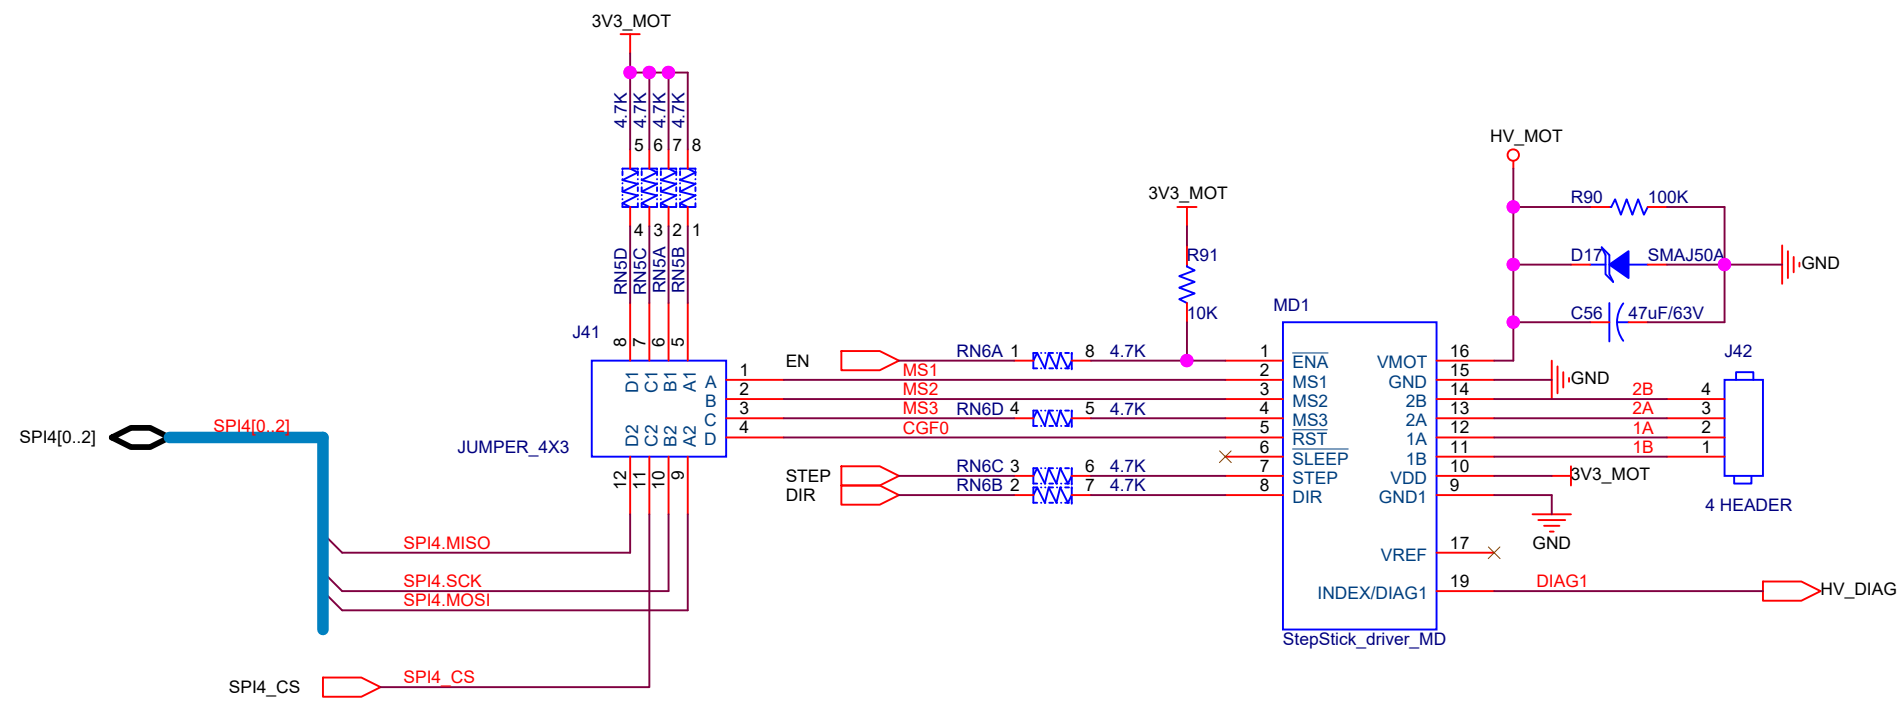 3V3_MOT
4.7K
4.7K
4.7K
4.7K
5 6 7 8
4 3 2 1
RN5D
RN5C
RN5A
RN5B
J41
8 7 6 5
D1 C1 B1 A1
A
B
C
D
D2 C2 B2 A2
1
2
3
4
JUMPER_4X3
12 11 10 9
SPI4[0..2]
SPI4[0..2]
SPI4.MISO
SPI4.SCK
SPI4.MOSI
SPI4_CS
SPI4_CS
EN
RN6A 1 8 4.7K
MS1
MS2
MS3 RN6D 4 5 4.7K
CGF0
STEP RN6C 3 6 4.7K
DIR RN6B 2 7 4.7K
3V3_MOT
R91
10K
MD1
1 ENA
2 MS1
3 MS2
4 MS3
5 RST
6 SLEEP
7 STEP
8 DIR
VMOT 16
GND 15
2B 14
2A 13
1A 12
1B 11
VDD 10
GND1 9
VREF 17
INDEX/DIAG1 19
StepStick_driver_MD
HV_MOT
R90 100K
D17 SMAJ50A
GND
C56 47uF/63V
J42
GND
2B 4
2A 3
1A 2
1B 1
3V3_MOT
4 HEADER
GND
DIAG1
HV_DIAG